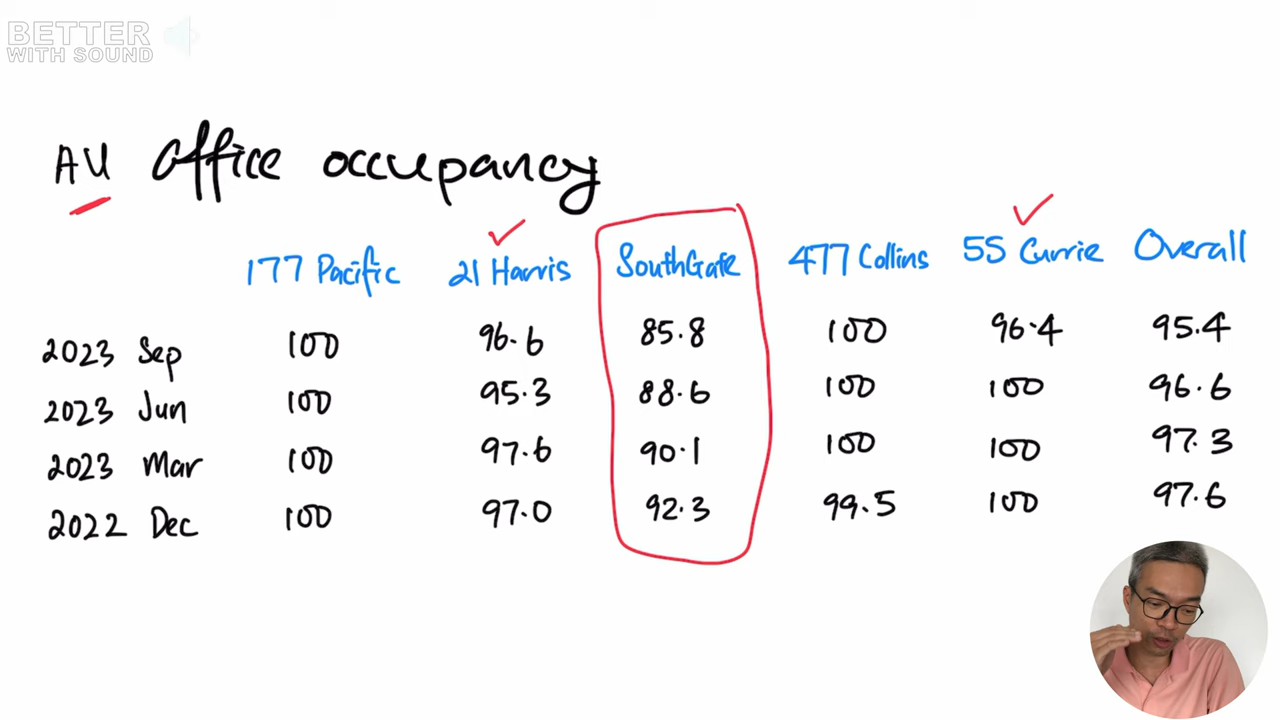 BETTER
WITH SOUND
AU Office occupancy
177 Pacific 21 Harris SouthGate 477 Collins 55 Currie Overall
2023 Sep 100 96.6 85.8 100 96.4 95.4
2023 Jun 100 95.3 88.6 100 100 96.6
2023 Mar 100 97.6 90.1 100 100 97.3
2022 Dec 100 97.0 92.3 99.5 100 97.6